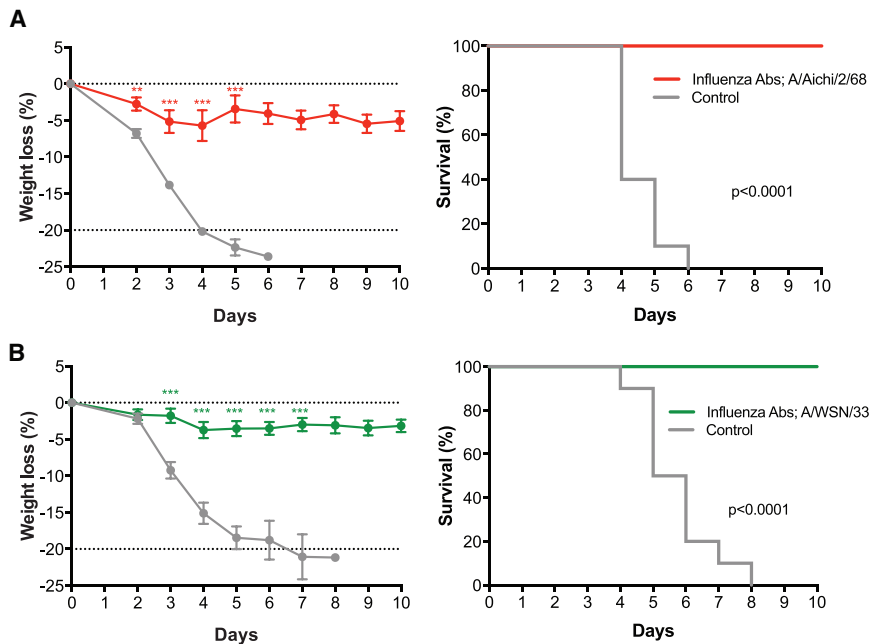 A
Weight loss (%)
5
0
-5
-10
-15
-20
-25
** *** *** ***
0 1 2 3 4 5 6 7 8 9 10
Days
Survival (%)
100
80
60
40
20
0
Influenza Abs; A/Aichi/2/68
Control
p<0.0001
0 1 2 3 4 5 6 7 8 9 10
Days
B
Weight loss (%)
5
0
-5
-10
-15
-20
-25
*** *** *** *** ***
0 1 2 3 4 5 6 7 8 9 10
Days
Survival (%)
100
80
60
40
20
0
Influenza Abs; A/WSN/33
Control
p<0.0001
0 1 2 3 4 5 6 7 8 9 10
Days